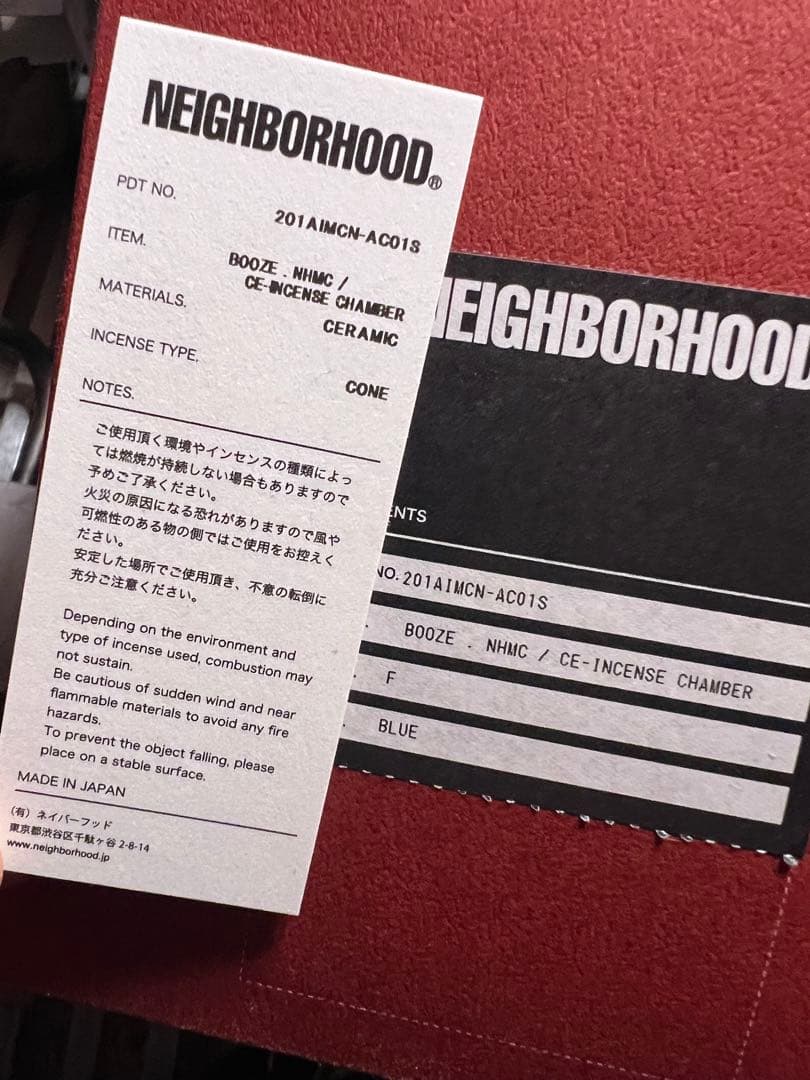 NEIGHBORHOOD®
PDT NO.
201AIMCN-AC01S
ITEM.
BOOZE . NHMC /
CE-INCENSE CHAMBER
MATERIALS.
CERAMIC
INCENSE TYPE.
CONE
NOTES.
ご使用頂く環境やインセンスの種類によっ
ては燃焼が持続しない場合もありますので
予めご了承ください。
火災の原因になる恐れがありますので風や
可燃性のある物の側ではご使用をお控えく
ださい。
安定した場所でご使用頂き、不意の転倒に
充分ご注意ください。
Depending on the environment and
type of incense used, combustion may
not sustain.
Be cautious of sudden wind and near
flammable materials to avoid any fire
hazards.
To prevent the object falling, please
place on a stable surface.
MADE IN JAPAN
(有) ネイバーフッド
東京都渋谷区千駄ヶ谷 2-8-14
www.neighborhood.jp
NEIGHBORHOOD
ENTS
NO. 201AIMCN-AC01S
BOOZE . NHMC / CE-INCENSE CHAMBER
F
BLUE